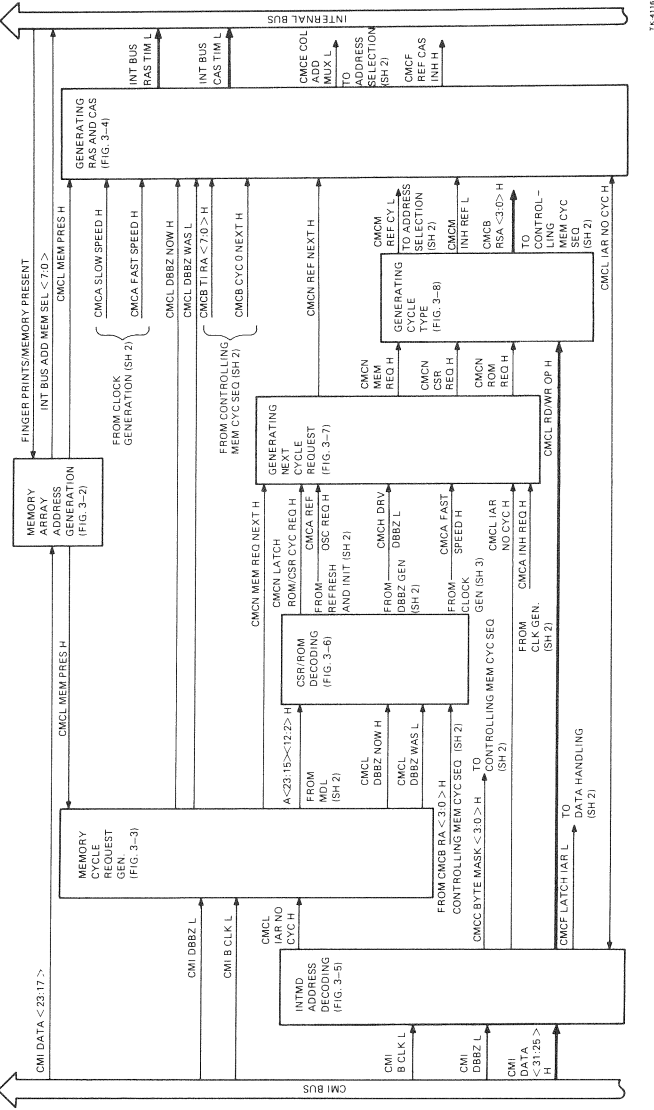 TK-4116
INTERNAL BUS
FINGER PRINTS/MEMORY PRESENT
INT BUS ADD MEM SEL < 7:0 >
CMCL MEM PRES H
INT BUS
RAS TIM L
INT BUS
CAS TIM L
CMCE COL
ADD
MUX L
TO
ADDRESS
SELECTION
(SH 2)
CMCF
REF CAS
INH H
GENERATING
RAS AND CAS
(FIG. 3-4)
CMCA SLOW SPEED H
CMCA FAST SPEED H
FROM CLOCK
GENERATION (SH 2)
CMCL DBBZ NOW H
CMCL DBBZ WAS L
CMCB TI RA < 7:0 > H
CMCB CYC 0 NEXT H
FROM CONTROLLING
MEM CYC SEQ (SH 2)
CMCN REF NEXT H
CMCM
REF CY L
TO ADDRESS
SELECTION
(SH 2)
CMCM
INH REF L
CMCB
RSA <3:0> H
TO
CONTROL-
LING
MEM CYC
SEQ
(SH 2)
CMCL IAR NO CYC H
GENERATING
CYCLE
TYPE
(FIG. 3-8)
CMCN
MEM
REQ H
CMCN
CSR
REQ H
CMCN
ROM
REQ H
CMCL RD/WR OP H
GENERATING
NEXT
CYCLE
REQUEST
(FIG. 3-7)
MEMORY
ARRAY
ADDRESS
GENERATION
(FIG. 3-2)
CMCN MEM REQ NEXT H
CMCN LATCH
ROM/CSR CYC REQ H
CMCA REF
OSC REQ H
FROM
REFRESH
AND INIT (SH 2)
CMCH DRV
DBBZ L
FROM
DBBZ GEN
(SH 2)
CMCA FAST
SPEED H
FROM
CLOCK
GEN (SH 3)
CMCL IAR
NO CYC H
CMCA INH REQ H
FROM
CLK GEN.
(SH 2)
CSR/ROM
DECODING
(FIG. 3-6)
CMCL MEM PRES H
A<23:15><12:2> H
FROM
MDL
(SH 2)
CMCL
DBBZ NOW H
CMCL
DBBZ WAS L
FROM CMCB RA < 3:0 > H
CONTROLLING MEM CYC SEQ (SH 2)
CMCC BYTE MASK < 3:0 > H
TO
CONTROLLING MEM CYC SEQ
(SH 2)
CMCF LATCH IAR L
TO
DATA HANDLING
(SH 2)
MEMORY
CYCLE
REQUEST
GEN.
(FIG. 3-3)
CMI DATA < 23:17 >
CMI DBBZ L
CMI B CLK L
CMCL
IAR NO
CYC H
INTMD
ADDRESS
DECODING
(FIG. 3-5)
CMI
B CLK L
CMI
DBBZ L
CMI
DATA
< 31:25 >
H
CMI BUS